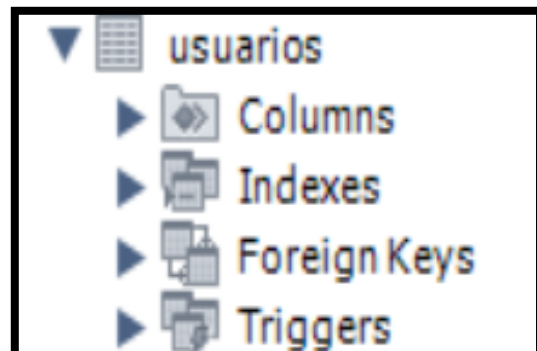 usuarios
Columns
Indexes
Foreign Keys
Triggers